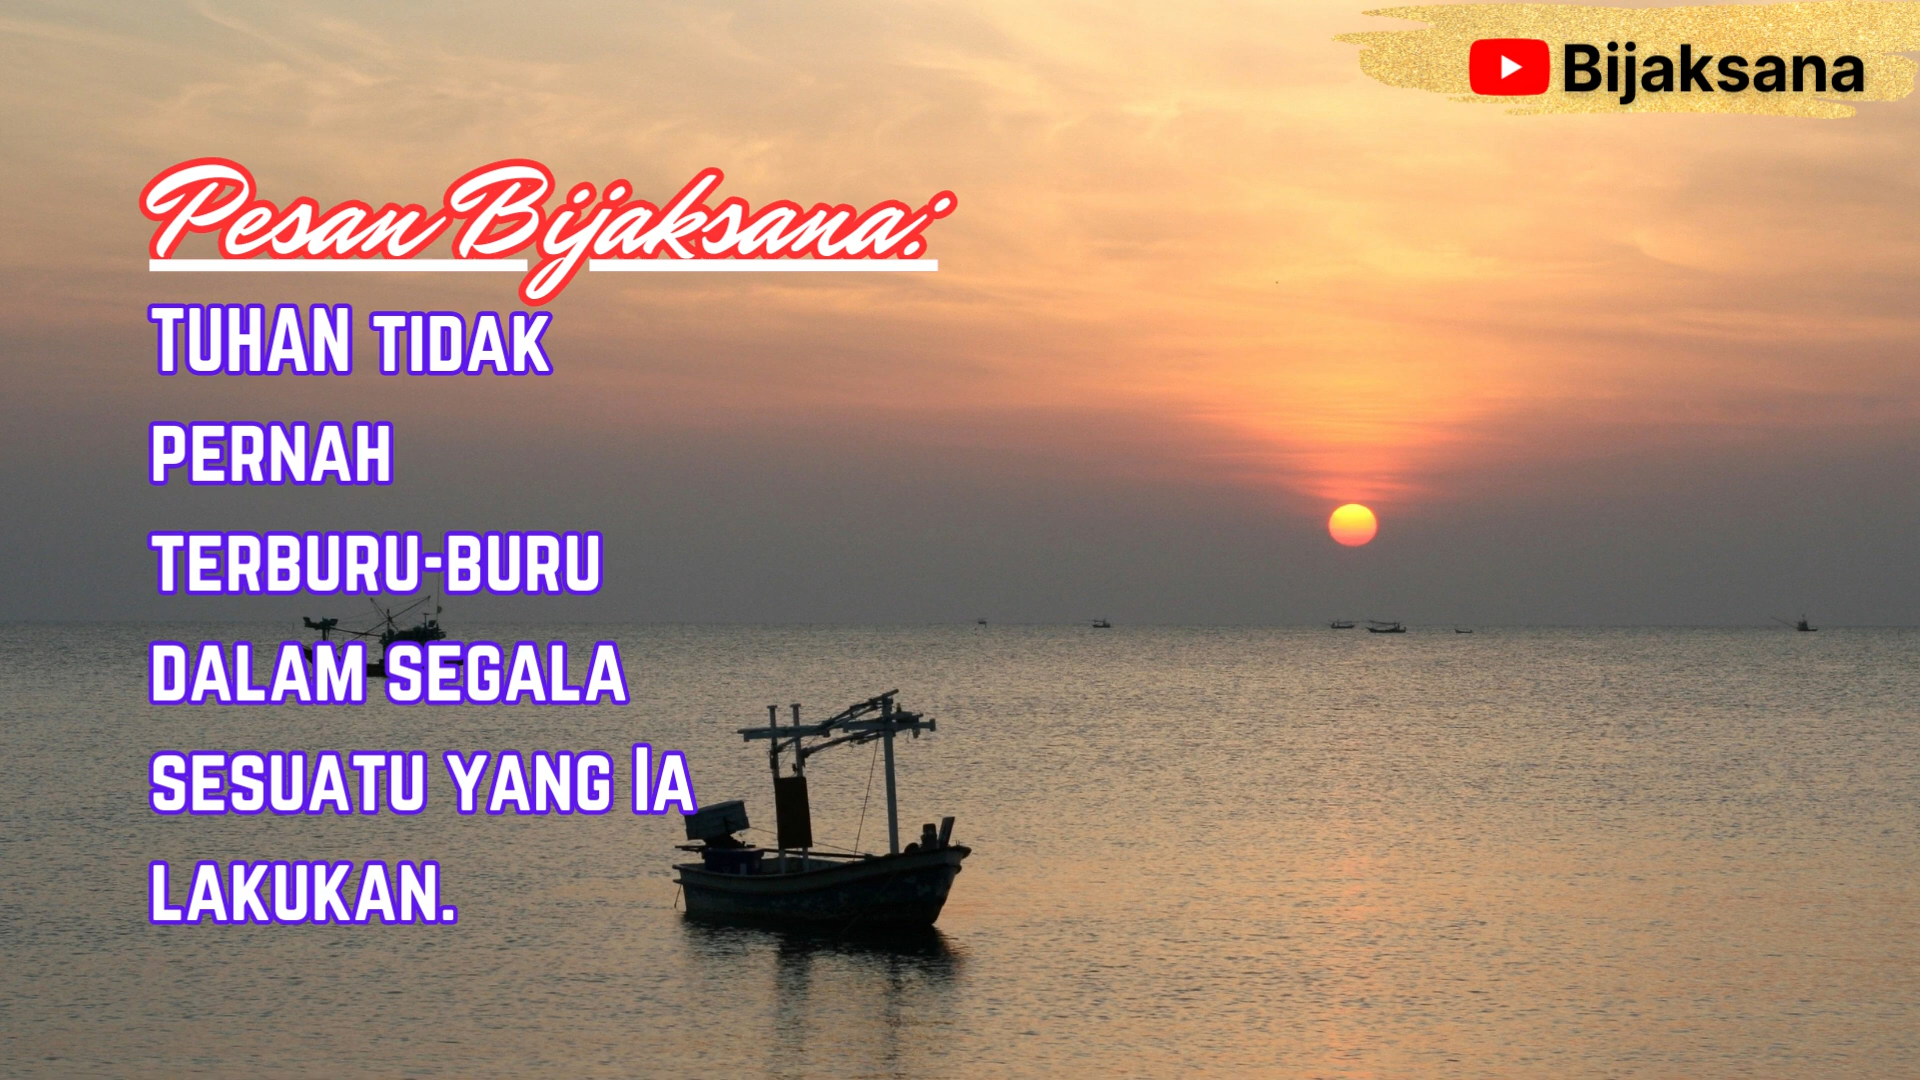 Bijaksana
Pesan Bijaksana:
TUHAN TIDAK
PERNAH
TERBURU-BURU
DALAM SEGALA
SESUATU YANG IA
LAKUKAN.